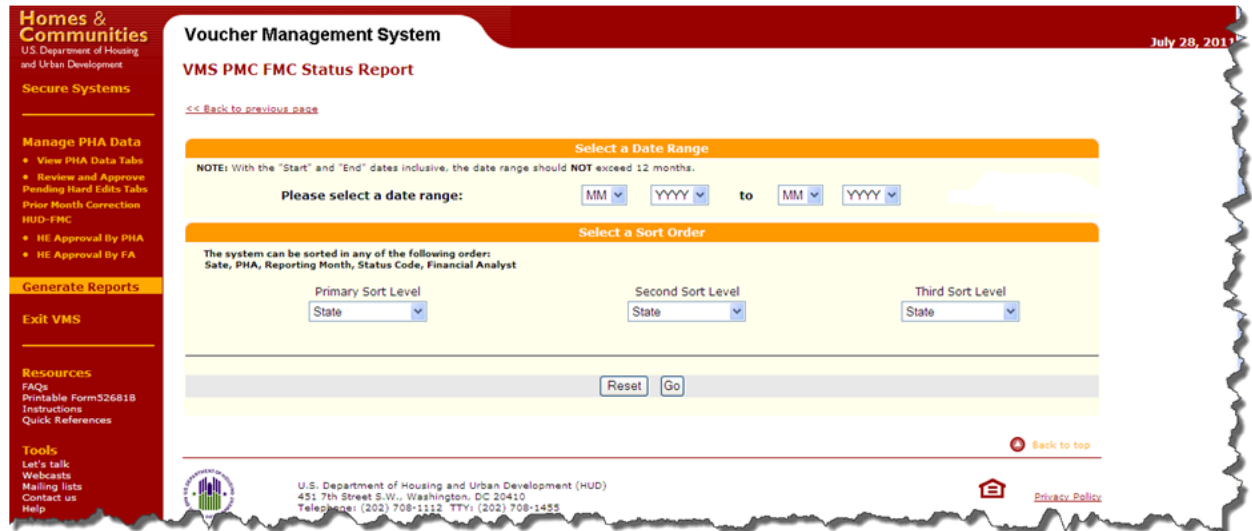 Homes &
Communities
U.S. Department of Housing
and Urban Development
Secure Systems
Manage PHA Data
• View PHA Data Tabs
• Review and Approve
Pending Hard Edits Tabs
Prior Month Correction
HUD-FMC
• HE Approval By PHA
• HE Approval By FA
Generate Reports
Exit VMS
Resources
FAQs
Printable Form52681B
Instructions
Quick References
Tools
Let's talk
Webcasts
Mailing lists
Contact us
Help
Voucher Management System
July 28, 2011
VMS PMC FMC Status Report
<< Back to previous page
Select a Date Range
NOTE: With the "Start" and "End" dates inclusive, the date range should NOT exceed 12 months.
Please select a date range: MM YYYY to MM YYYY
Select a Sort Order
The system can be sorted in any of the following order:
Sate, PHA, Reporting Month, Status Code, Financial Analyst
Primary Sort Level Second Sort Level Third Sort Level
State State State
Reset Go
Back to top
U.S. Department of Housing and Urban Development (HUD)
451 7th Street S.W., Washington, DC 20410
Telephone: (202) 708-1112 TTY: (202) 708-1455
Privacy Policy